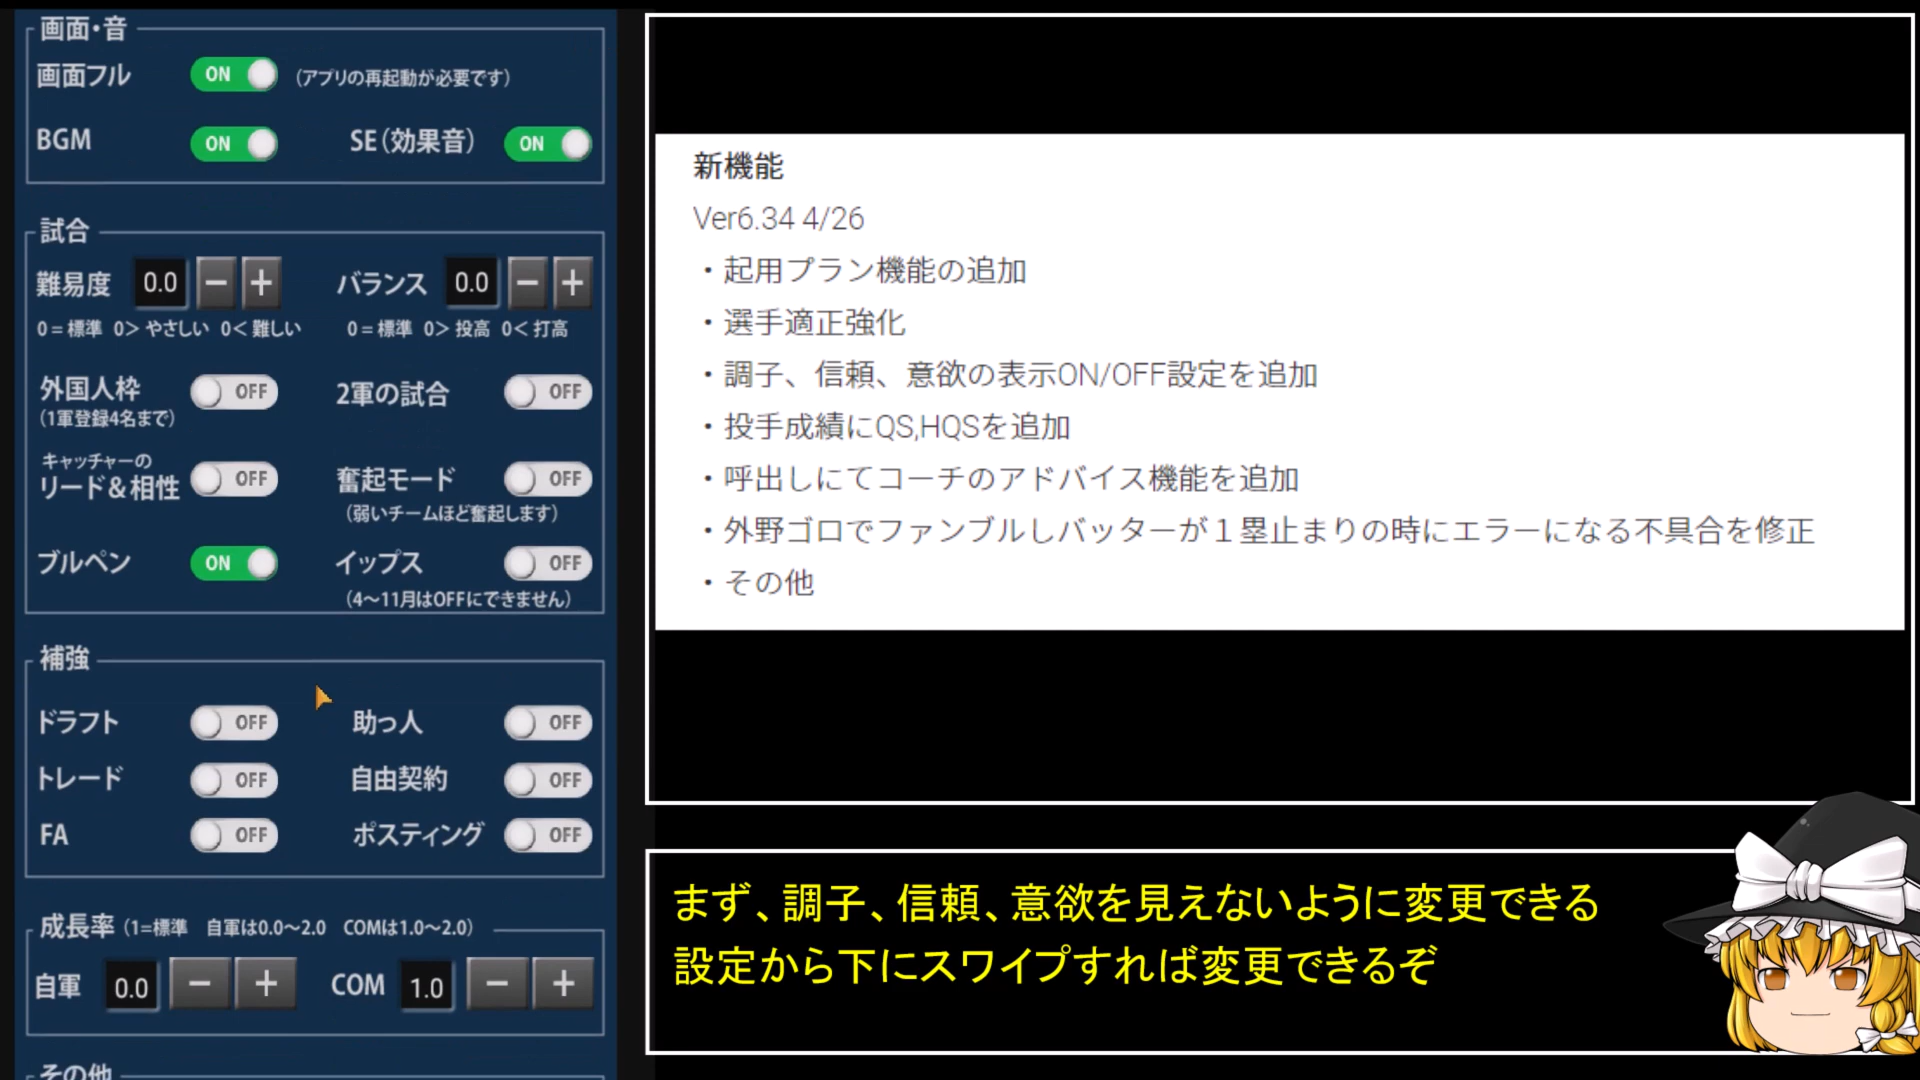 画面・音
画面フル ON (アプリの再起動が必要です)
BGM ON SE(効果音) ON
試合
難易度 0.0 − + バランス 0.0 − +
0=標準 0> やさしい 0< 難しい 0=標準 0> 投高 0< 打高
外国人枠 OFF 2軍の試合 OFF
(1軍登録4名まで)
キャッチャーの
リード&相性 OFF 奮起モード OFF
(弱いチームほど奮起します)
ブルペン ON イップス OFF
(4〜11月はOFFにできません)
補強
ドラフト OFF 助っ人 OFF
トレード OFF 自由契約 OFF
FA OFF ポスティング OFF
成長率 (1=標準 自軍は0.0〜2.0 COMは1.0〜2.0)
自軍 0.0 − + COM 1.0 − +
その他
新機能
Ver6.34 4/26
・起用プラン機能の追加
・選手適正強化
・調子、信頼、意欲の表示ON/OFF設定を追加
・投手成績にQS,HQSを追加
・呼出しにてコーチのアドバイス機能を追加
・外野ゴロでファンブルしバッターが１塁止まりの時にエラーになる不具合を修正
・その他
まず、調子、信頼、意欲を見えないように変更できる
設定から下にスワイプすれば変更できるぞ